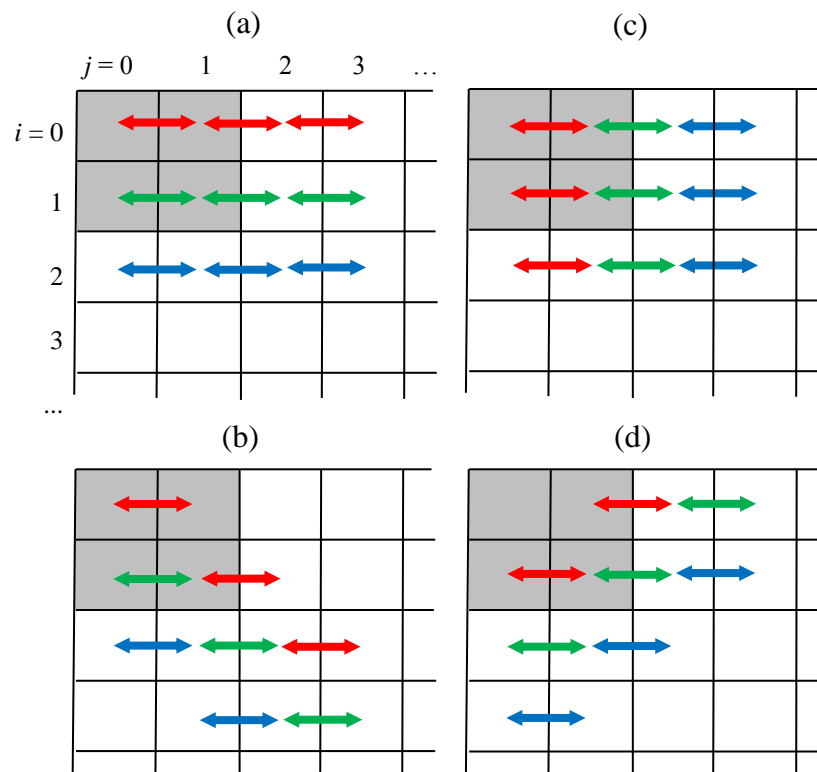 (a)
j = 0 1 2 3 ...
i = 0
1
2
3
...
(c)
(b)
(d)